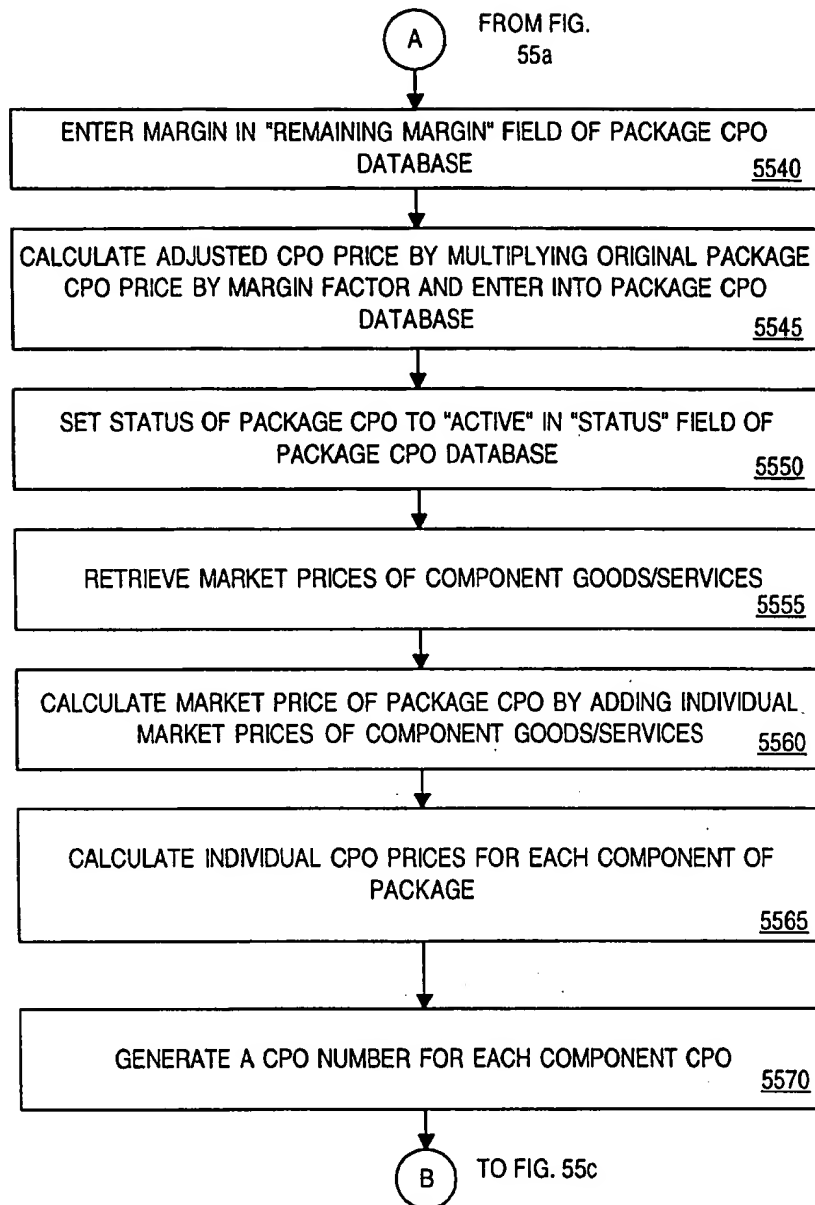 A
FROM FIG.
55a
ENTER MARGIN IN "REMAINING MARGIN" FIELD OF PACKAGE CPO
DATABASE
5540
CALCULATE ADJUSTED CPO PRICE BY MULTIPLYING ORIGINAL PACKAGE
CPO PRICE BY MARGIN FACTOR AND ENTER INTO PACKAGE CPO
DATABASE
5545
SET STATUS OF PACKAGE CPO TO "ACTIVE" IN "STATUS" FIELD OF
PACKAGE CPO DATABASE
5550
RETRIEVE MARKET PRICES OF COMPONENT GOODS/SERVICES
5555
CALCULATE MARKET PRICE OF PACKAGE CPO BY ADDING INDIVIDUAL
MARKET PRICES OF COMPONENT GOODS/SERVICES
5560
CALCULATE INDIVIDUAL CPO PRICES FOR EACH COMPONENT OF
PACKAGE
5565
GENERATE A CPO NUMBER FOR EACH COMPONENT CPO
5570
B
TO FIG. 55c